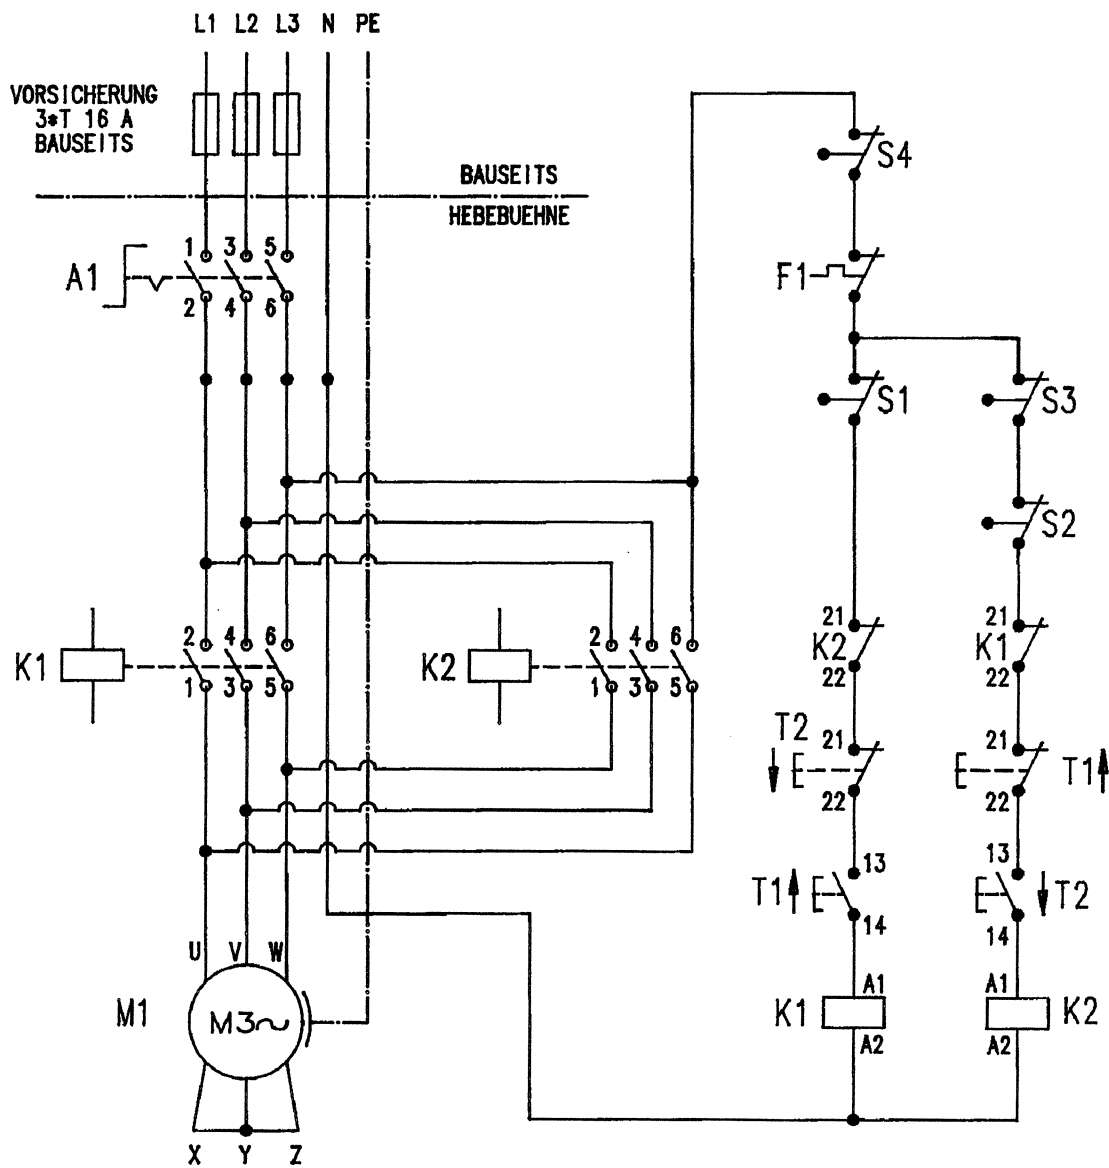 L1 L2 L3 N PE
VORSICHERUNG
3*T 16 A
BAUSEITS
BAUSEITS
HEBEBUEHNE
S4
A1
1 3 5
2 4 6
F1
S1
S3
S2
K1
2 4 6
1 3 5
K2
2 4 6
1 3 5
21
K2
22
21
K1
22
T2
21
22
21
22
T1
T1
13
14
13
14
T2
U V W
M1
M3~
K1
A1
A2
A1
A2
K2
X Y Z